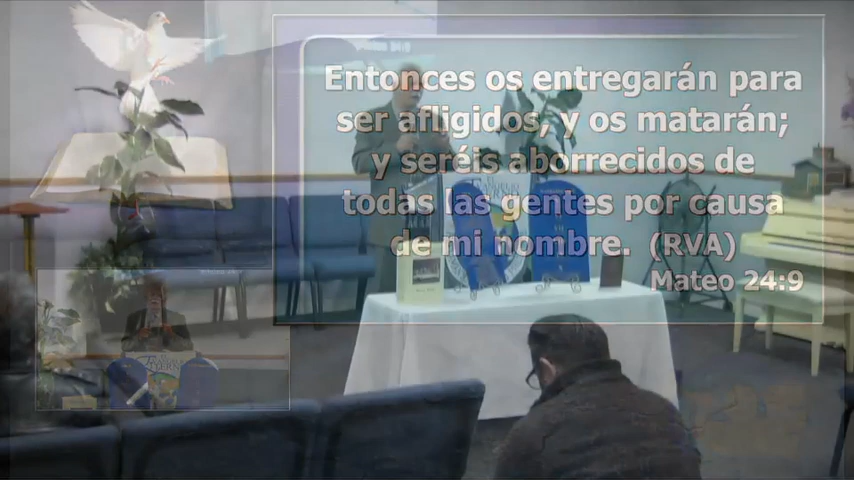 Entonces os entregarán para
ser afligidos, y os matarán;
y seréis aborrecidos de
todas las gentes por causa
de mi nombre. (RVA)
Mateo 24:9